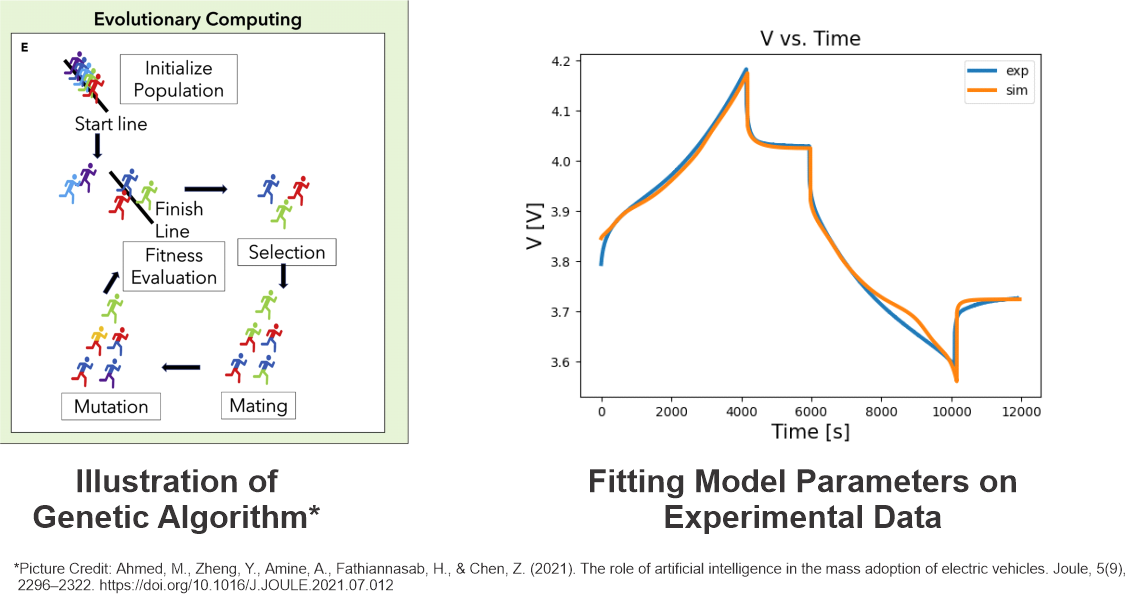 Evolutionary Computing
E
Initialize
Population
Start line
Finish
Line
Fitness
Evaluation
Selection
Mutation
Mating
Illustration of
Genetic Algorithm*
V vs. Time
exp
sim
4.2
4.1
4.0
3.9
3.8
3.7
3.6
V [V]
0 2000 4000 6000 8000 10000 12000
Time [s]
Fitting Model Parameters on
Experimental Data
*Picture Credit: Ahmed, M., Zheng, Y., Amine, A., Fathiannasab, H., & Chen, Z. (2021). The role of artificial intelligence in the mass adoption of electric vehicles. Joule, 5(9),
2296–2322. https://doi.org/10.1016/J.JOULE.2021.07.012